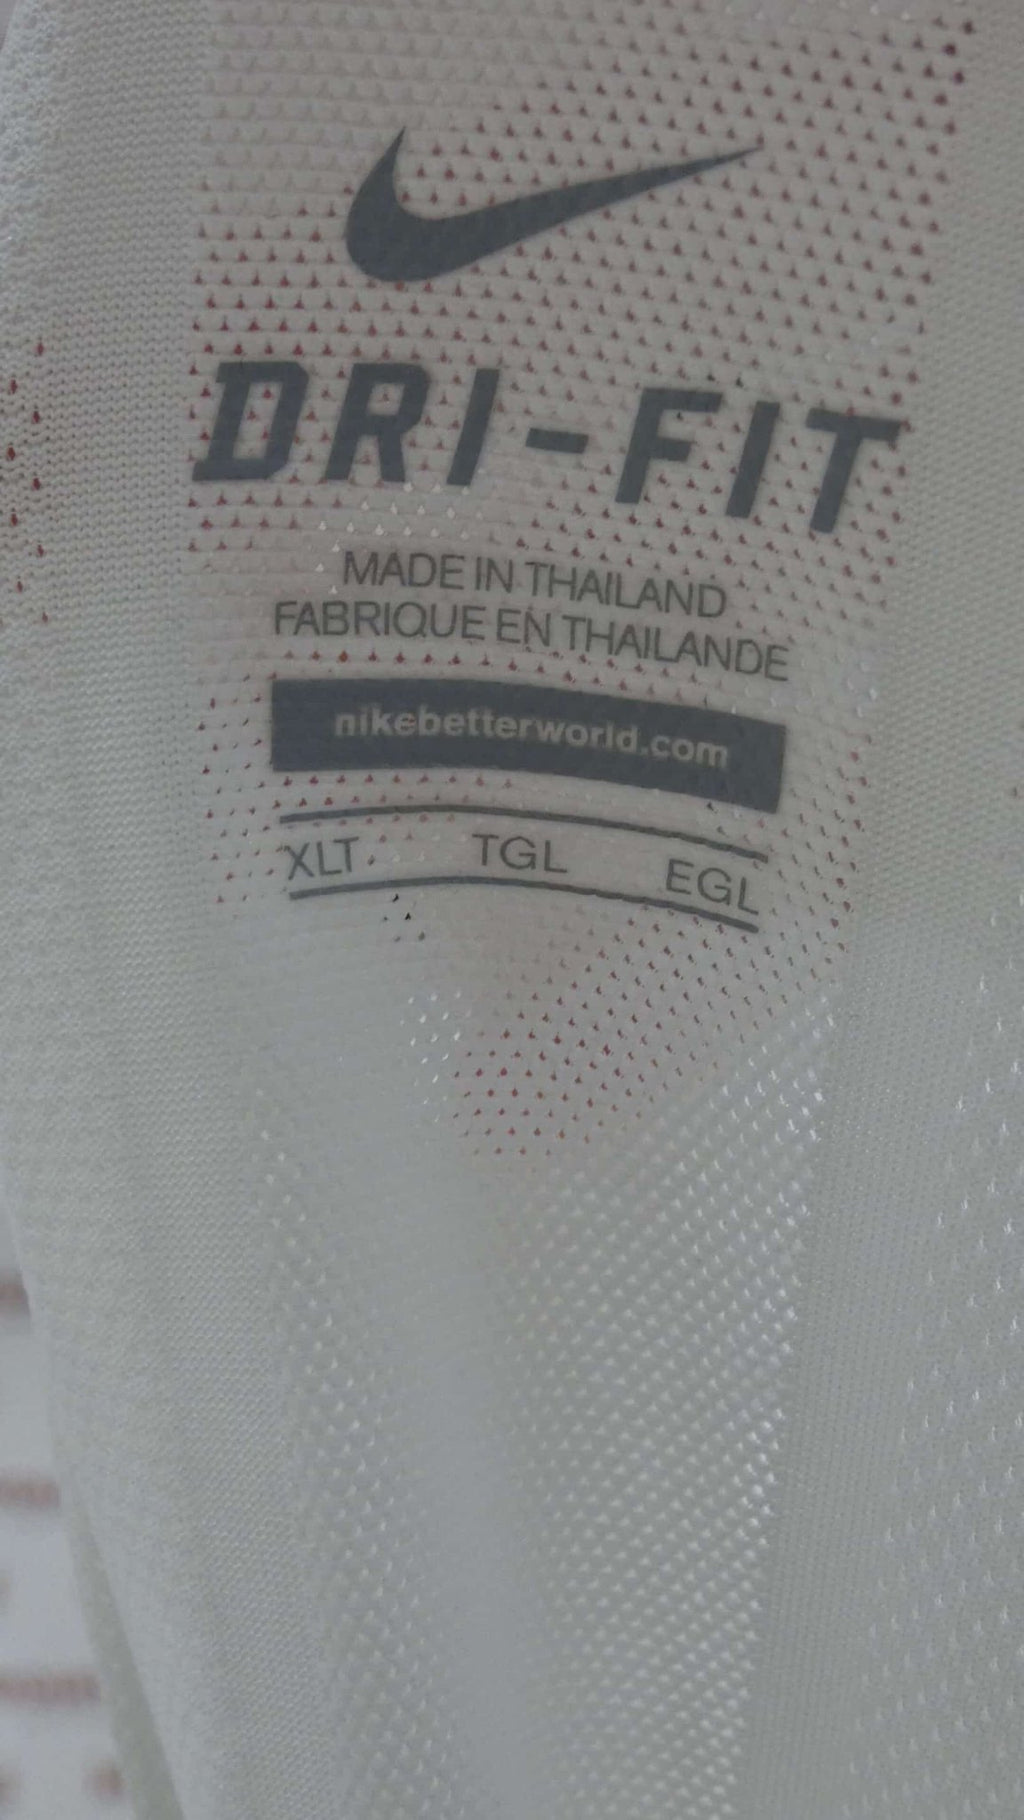 DRI-FIT
MADE IN THAILAND
FABRIQUE EN THAILANDE
nikebetterworld.com
XLT TGL EGL